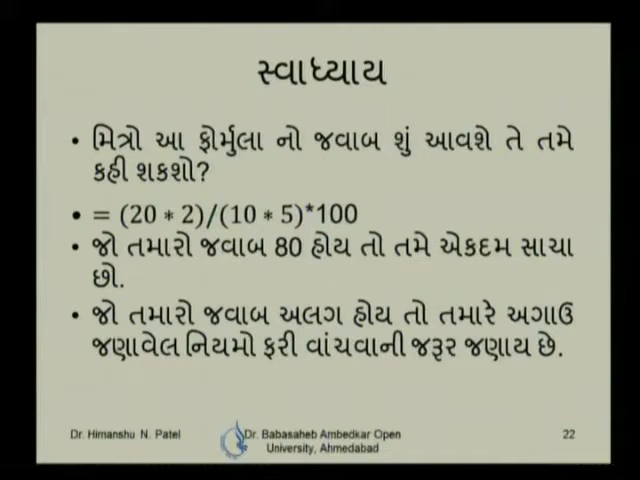 સ્વાધ્યાય
• મિત્રો આ ફોર્મુલા નો જવાબ શું આવશે તે તમે
કહી શકશો?
• = (20 * 2)/(10 * 5)*100
• જો તમારો જવાબ 80 હોય તો તમે એકદમ સાચા
છો.
• જો તમારો જવાબ અલગ હોય તો તમારે અગાઉ
જણાવેલ નિયમો ફરી વાંચવાની જરૂર જણાય છે.
Dr. Himanshu N. Patel
Dr. Babasaheb Ambedkar Open
University, Ahmedabad
22